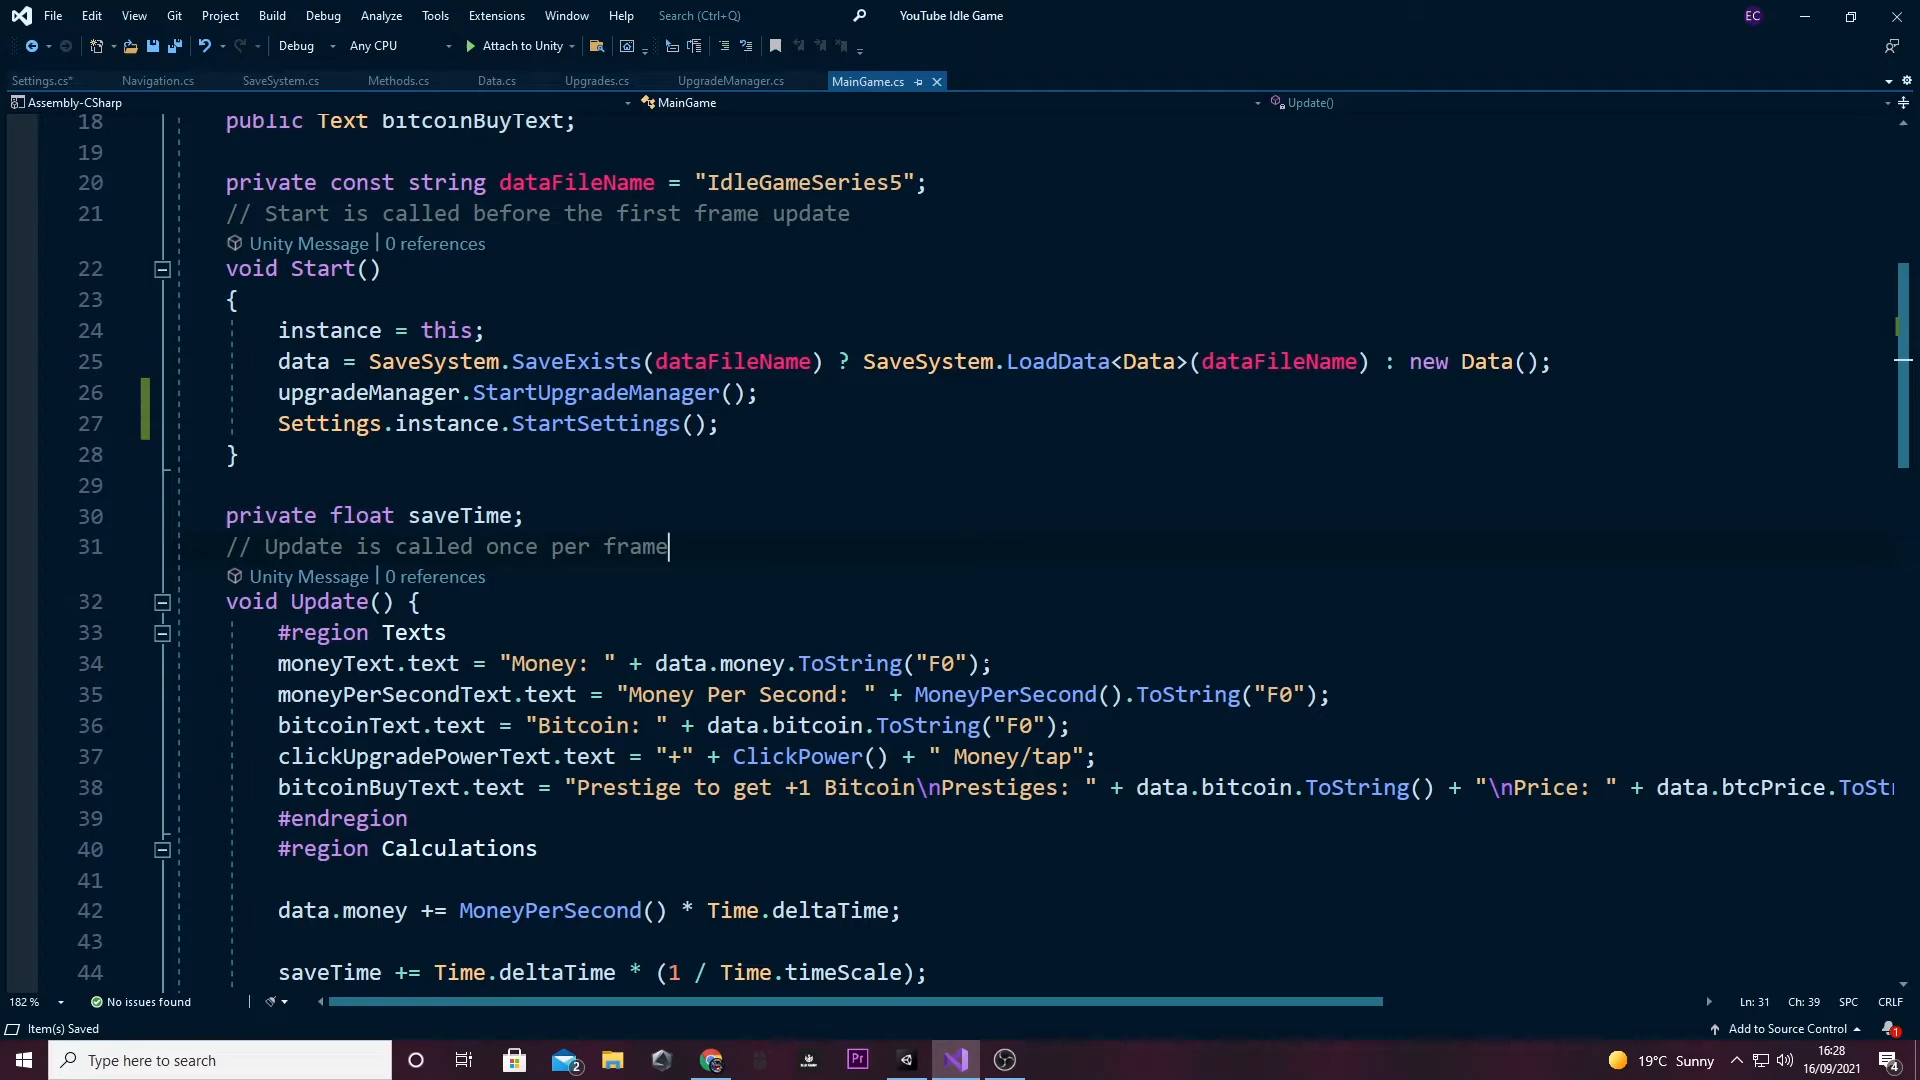 File Edit View Git Project Build Debug Analyze Tools Extensions Window Help Search (Ctrl+Q) YouTube Idle Game EC
Debug Any CPU Attach to Unity
Settings.cs* Navigation.cs SaveSystem.cs Methods.cs Data.cs Upgrades.cs UpgradeManager.cs MainGame.cs
Assembly-CSharp MainGame Update()
18 public Text bitcoinBuyText;
19
20 private const string dataFileName = "IdleGameSeries5";
21 // Start is called before the first frame update
Unity Message | 0 references
22 void Start()
23 {
24 instance = this;
25 data = SaveSystem.SaveExists(dataFileName) ? SaveSystem.LoadData<Data>(dataFileName) : new Data();
26 upgradeManager.StartUpgradeManager();
27 Settings.instance.StartSettings();
28 }
29
30 private float saveTime;
31 // Update is called once per frame
Unity Message | 0 references
32 void Update() {
33 #region Texts
34 moneyText.text = "Money: " + data.money.ToString("F0");
35 moneyPerSecondText.text = "Money Per Second: " + MoneyPerSecond().ToString("F0");
36 bitcoinText.text = "Bitcoin: " + data.bitcoin.ToString("F0");
37 clickUpgradePowerText.text = "+" + ClickPower() + " Money/tap";
38 bitcoinBuyText.text = "Prestige to get +1 Bitcoin\nPrestiges: " + data.bitcoin.ToString() + "\nPrice: " + data.btcPrice.ToStr
39 #endregion
40 #region Calculations
41
42 data.money += MoneyPerSecond() * Time.deltaTime;
43
44 saveTime += Time.deltaTime * (1 / Time.timeScale);
182 % No issues found Ln: 31 Ch: 39 SPC CRLF
Item(s) Saved Add to Source Control 1
Type here to search 2 Pr 19°C Sunny 16:28
16/09/2021 4